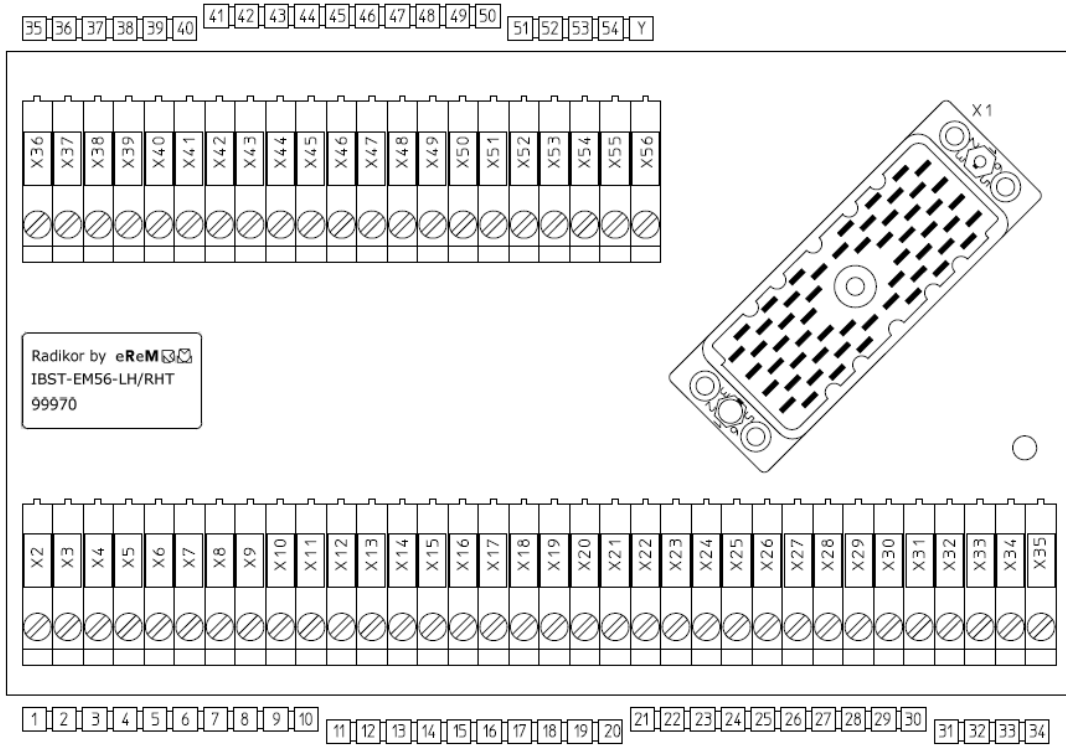 35 36 37 38 39 40 41 42 43 44 45 46 47 48 49 50 51 52 53 54 Y
X1
X36 X37 X38 X39 X40 X41 X42 X43 X44 X45 X46 X47 X48 X49 X50 X51 X52 X53 X54 X55 X56
Radikor by eReM
IBST-EM56-LH/RHT
99970
X2 X3 X4 X5 X6 X7 X8 X9 X10 X11 X12 X13 X14 X15 X16 X17 X18 X19 X20 X21 X22 X23 X24 X25 X26 X27 X28 X29 X30 X31 X32 X33 X34 X35
1 2 3 4 5 6 7 8 9 10 11 12 13 14 15 16 17 18 19 20 21 22 23 24 25 26 27 28 29 30 31 32 33 34